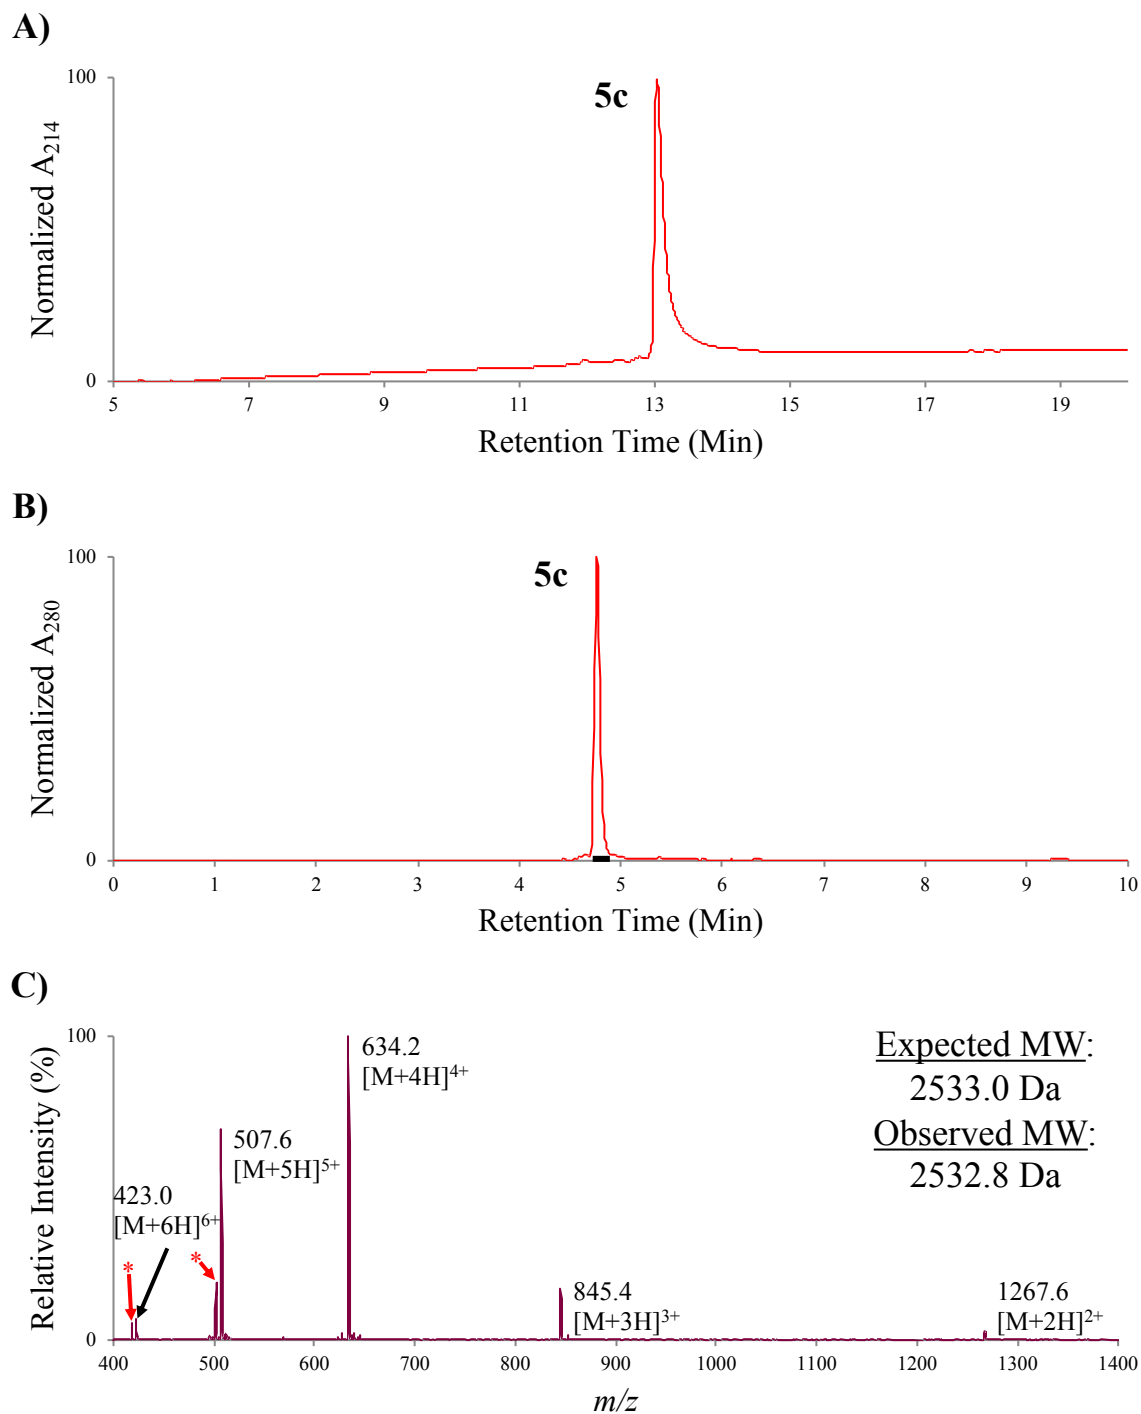 A)
100
5c
Normalized A214
0
5 7 9 11 13 15 17 19
Retention Time (Min)
B)
100
5c
Normalized A280
0
0 1 2 3 4 5 6 7 8 9 10
Retention Time (Min)
C)
100
Relative Intensity (%)
634.2
[M+4H]4+
507.6
[M+5H]5+
423.0
[M+6H]6+
*
*
845.4
[M+3H]3+
1267.6
[M+2H]2+
Expected MW:
2533.0 Da
Observed MW:
2532.8 Da
0
400 500 600 700 800 900 1000 1100 1200 1300 1400
m/z